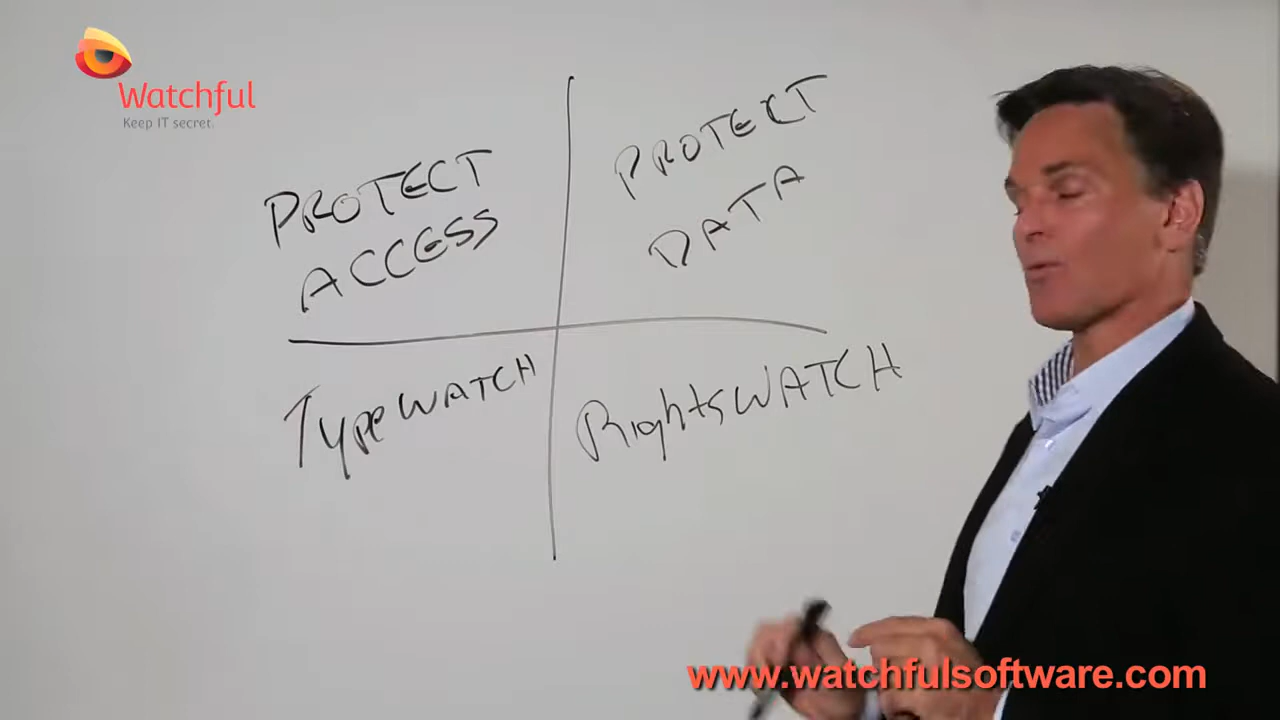 Watchful
Keep IT secret.
PROTECT
ACCESS
PROTECT
DATA
TypeWATCH
RightsWATCH
www.watchfulsoftware.com